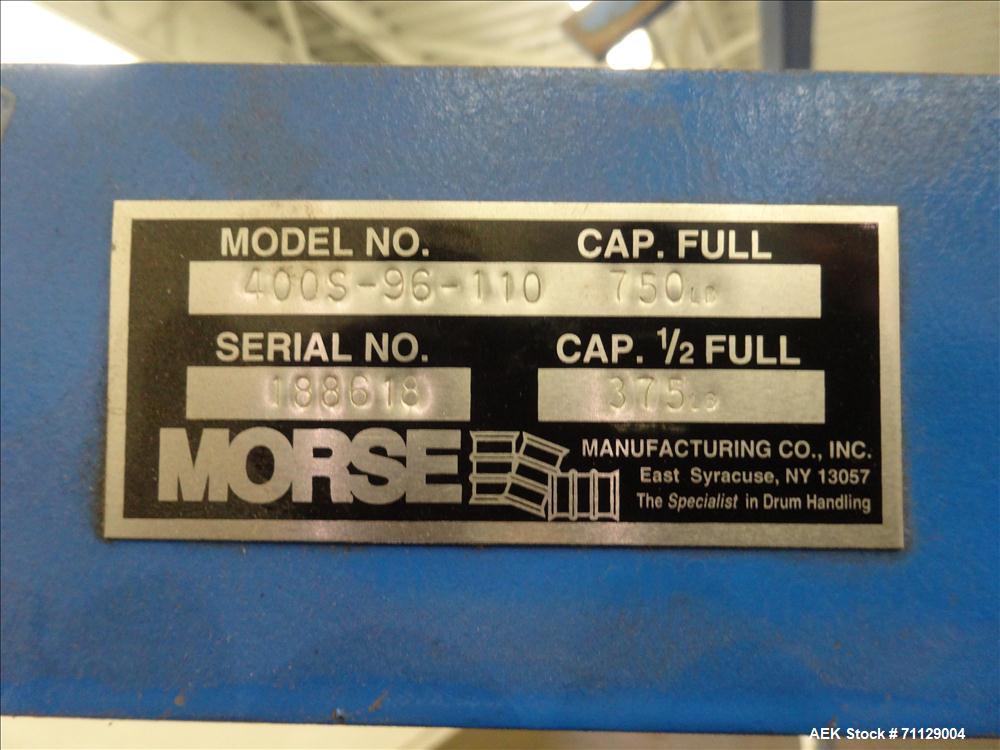 MODEL NO. CAP. FULL
400S-96-110 750LB
SERIAL NO. CAP. 1/2 FULL
188618 375LB
MORSE MANUFACTURING CO., INC.
East Syracuse, NY 13057
The Specialist in Drum Handling
AEK Stock #71129004